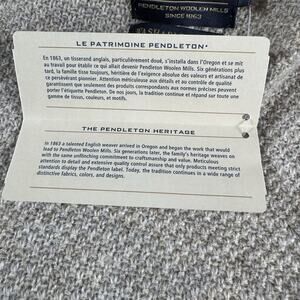 PENDLETON WOOLEN MILLS
SINCE 1863
LE PATRIMOINE PENDLETON®
En 1863, un tisserand anglais, particulièrement doué, s'installa dans l'Oregon et se mit
au travail pour établir ce qui allait devenir Pendleton Woolen Mills. Six générations plus
tard, la famille tisse toujours, héritière de l'exigence absolue des valeurs et artisanat de
ce percepteur éminent. Une méticuleuse attention aux détails et au contrôle de qualité
garantissent que seulement des produits correspondants aux normes précises peuvent
porter l'étiquette Pendleton. De nos jours, la tradition continue et répand sur toute une
gamme de tissus, couleurs, et motifs.
THE PENDLETON HERITAGE
In 1863 a talented English weaver arrived in Oregon and began the work that would
lead to Pendleton Woolen Mills. Six generations later, the family's heritage weaves on
with the same unflinching commitment to craftsmanship and value. Meticulous
attention to detail and extensive quality control assure that only products meeting strict
standards display the Pendleton label. Today, the tradition continues in a wide range of
distinctive fabrics, colors, and designs.